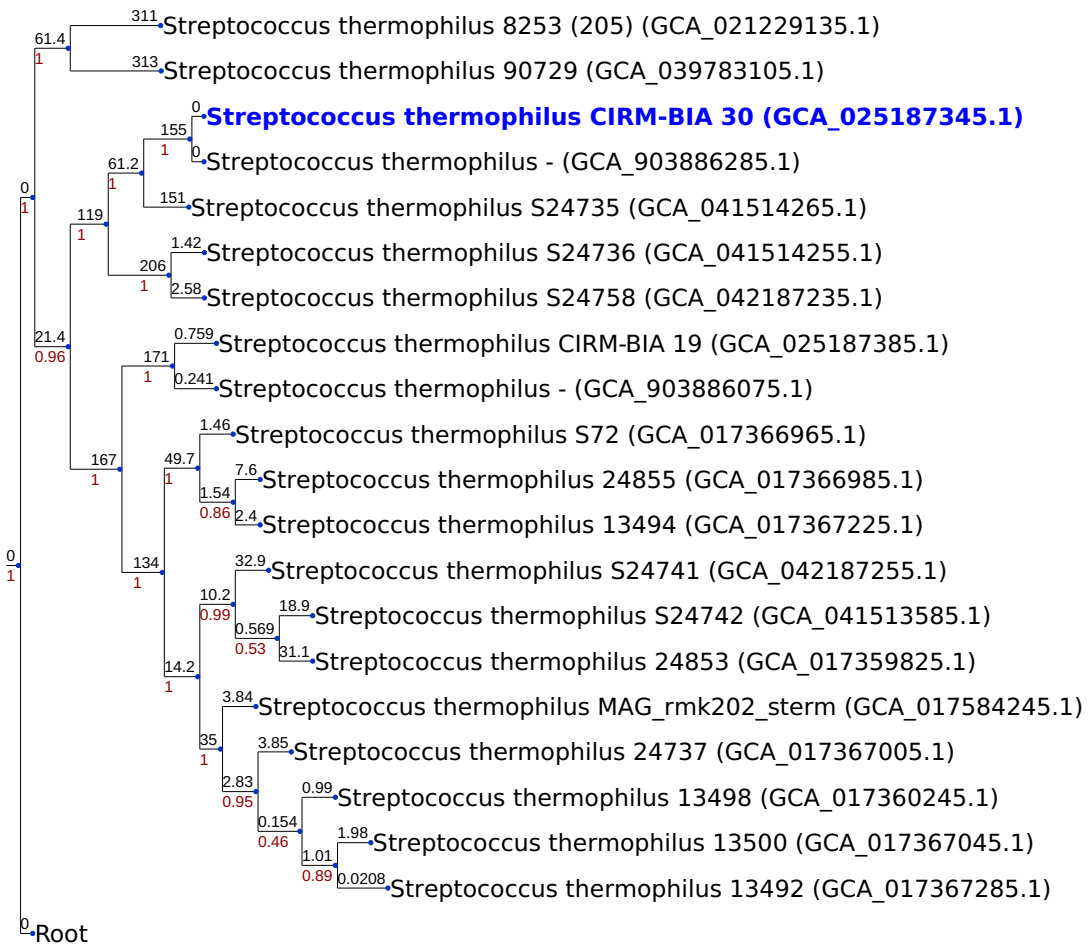 311
Streptococcus thermophilus 8253 (205) (GCA_021229135.1)
61.4
1
313
Streptococcus thermophilus 90729 (GCA_039783105.1)
0
Streptococcus thermophilus CIRM-BIA 30 (GCA_025187345.1)
155
1
0
Streptococcus thermophilus - (GCA_903886285.1)
61.2
1
0
1
151
Streptococcus thermophilus S24735 (GCA_041514265.1)
119
1
1.42
Streptococcus thermophilus S24736 (GCA_041514255.1)
206
1
2.58
Streptococcus thermophilus S24758 (GCA_042187235.1)
21.4
0.96
0.759
Streptococcus thermophilus CIRM-BIA 19 (GCA_025187385.1)
171
1
0.241
Streptococcus thermophilus - (GCA_903886075.1)
1.46
Streptococcus thermophilus S72 (GCA_017366965.1)
167
1
49.7
1
7.6
Streptococcus thermophilus 24855 (GCA_017366985.1)
1.54
0.86
2.4
Streptococcus thermophilus 13494 (GCA_017367225.1)
0
1
134
1
32.9
Streptococcus thermophilus S24741 (GCA_042187255.1)
10.2
0.99
18.9
Streptococcus thermophilus S24742 (GCA_041513585.1)
0.569
0.53
31.1
Streptococcus thermophilus 24853 (GCA_017359825.1)
14.2
1
3.84
Streptococcus thermophilus MAG_rmk202_sterm (GCA_017584245.1)
35
1
3.85
Streptococcus thermophilus 24737 (GCA_017367005.1)
2.83
0.95
0.99
Streptococcus thermophilus 13498 (GCA_017360245.1)
0.154
0.46
1.98
Streptococcus thermophilus 13500 (GCA_017367045.1)
1.01
0.89
0.0208
Streptococcus thermophilus 13492 (GCA_017367285.1)
0
Root